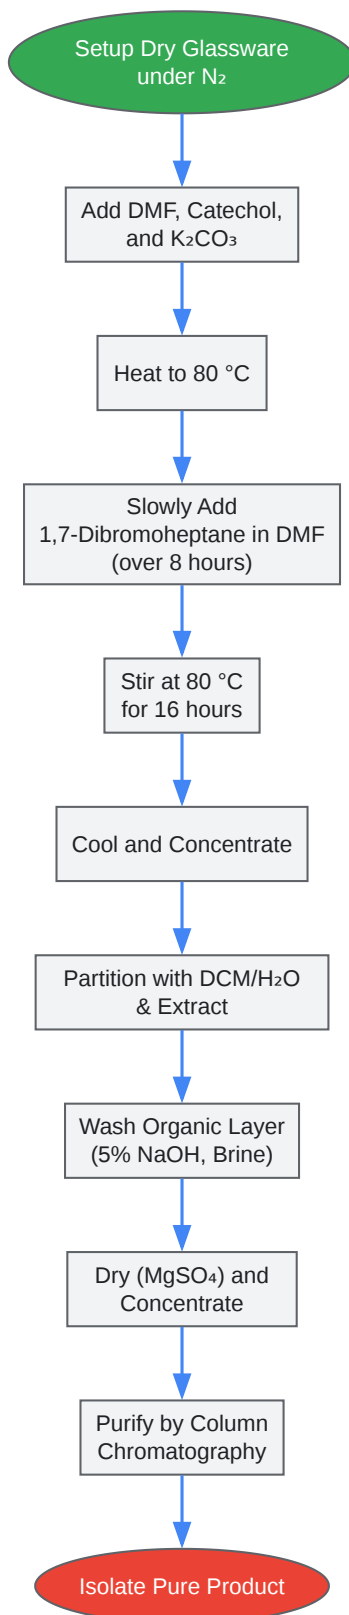 Setup Dry Glassware
under N₂
Add DMF, Catechol,
and K₂CO₃
Heat to 80 °C
Slowly Add
1,7-Dibromoheptane in DMF
(over 8 hours)
Stir at 80 °C
for 16 hours
Cool and Concentrate
Partition with DCM/H₂O
& Extract
Wash Organic Layer
(5% NaOH, Brine)
Dry (MgSO₄) and
Concentrate
Purify by Column
Chromatography
Isolate Pure Product